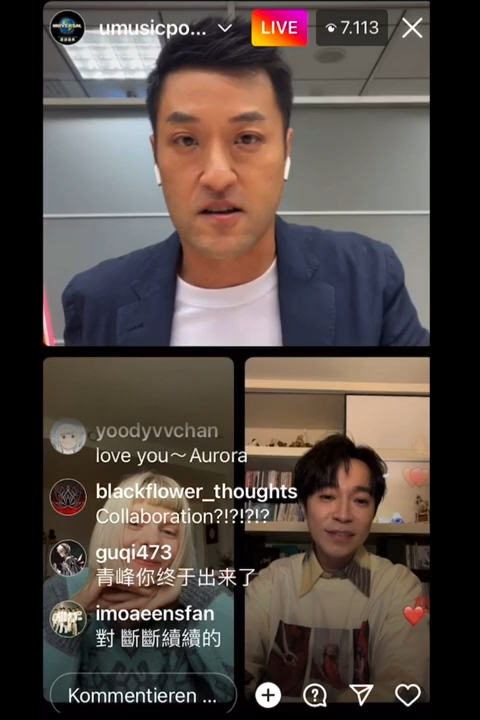 umusicpo...
LIVE
7.113
UNIVERSAL
yoodyvvchan
love you～Aurora
blackflower_thoughts
Collaboration?!?!?!?
guqi473
青峰你终于出来了
imoaeensfan
對 斷斷續續的
Kommentieren ...